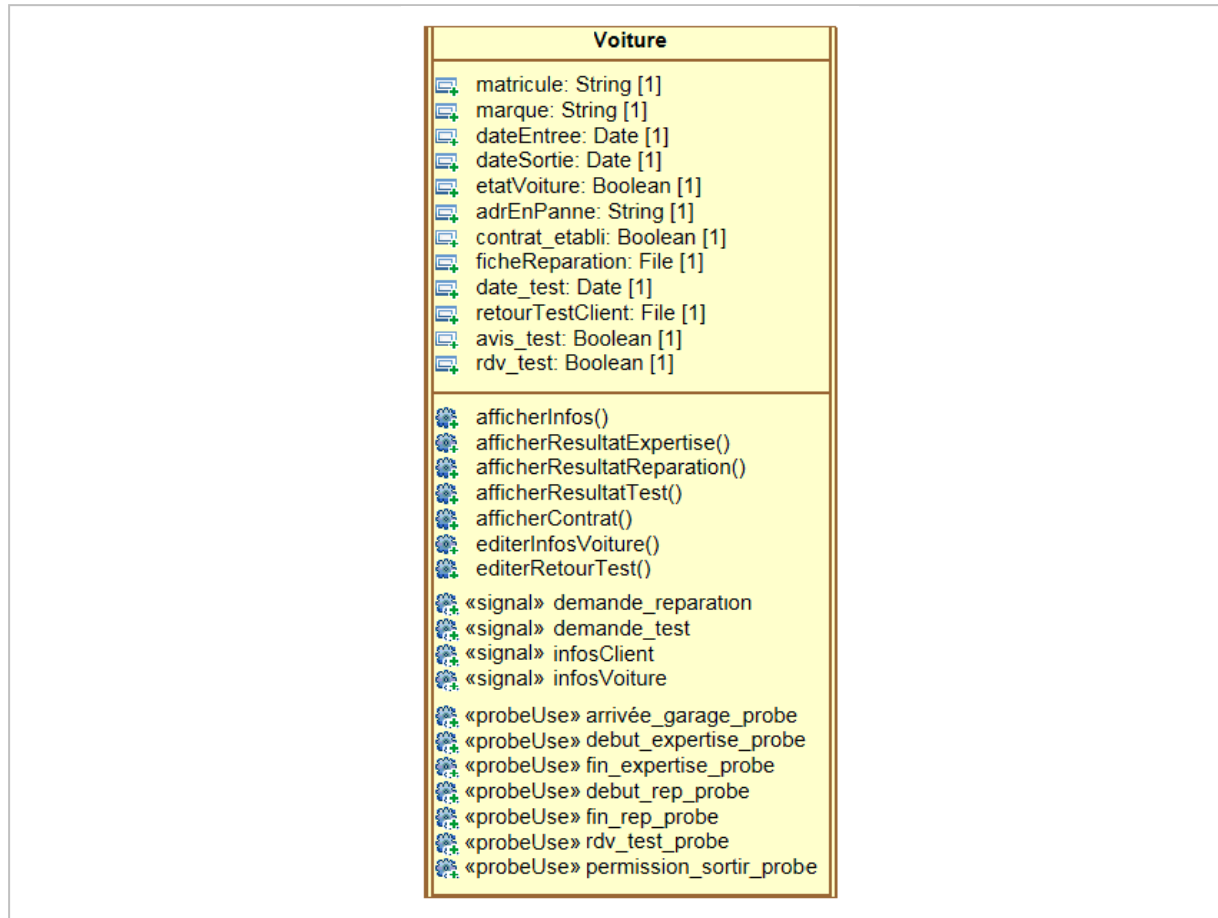 Voiture
matricule: String [1]
marque: String [1]
dateEntree: Date [1]
dateSortie: Date [1]
etatVoiture: Boolean [1]
adrEnPanne: String [1]
contrat_etabli: Boolean [1]
ficheReparation: File [1]
date_test: Date [1]
retourTestClient: File [1]
avis_test: Boolean [1]
rdv_test: Boolean [1]
afficherInfos()
afficherResultatExpertise()
afficherResultatReparation()
afficherResultatTest()
afficherContrat()
editerInfosVoiture()
editerRetourTest()
«signal» demande_reparation
«signal» demande_test
«signal» infosClient
«signal» infosVoiture
«probeUse» arrivée_garage_probe
«probeUse» debut_expertise_probe
«probeUse» fin_expertise_probe
«probeUse» debut_rep_probe
«probeUse» fin_rep_probe
«probeUse» rdv_test_probe
«probeUse» permission_sortir_probe